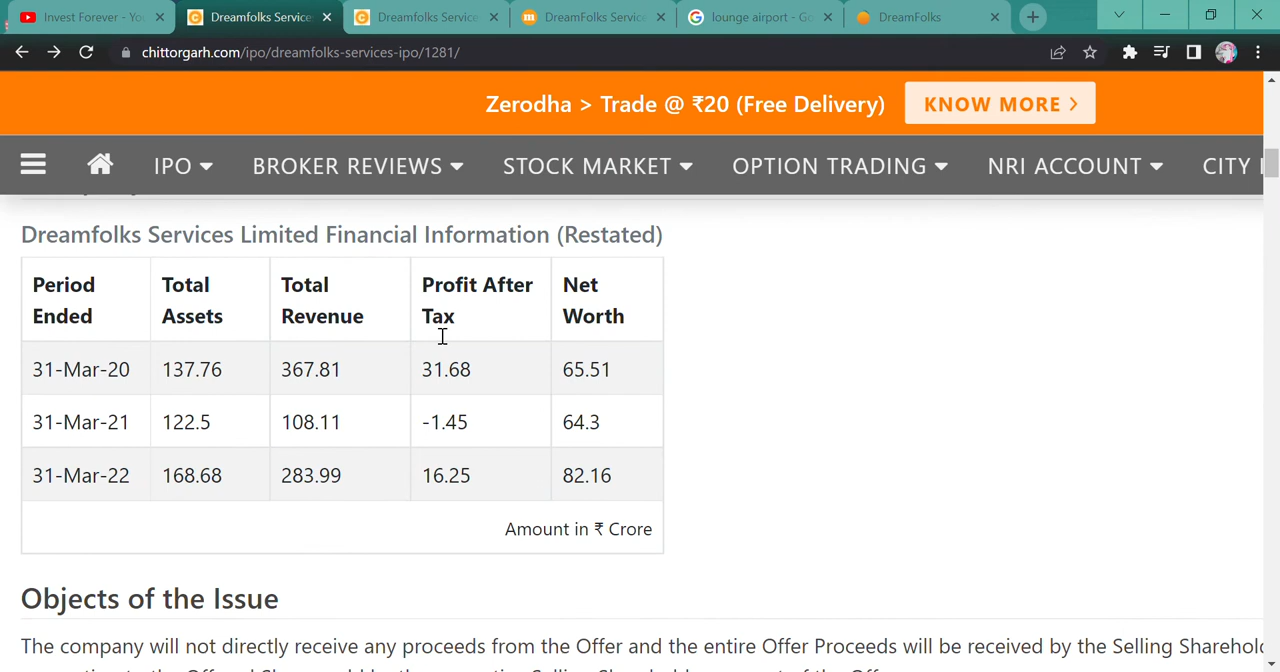 Invest Forever - Yo
Dreamfolks Service
Dreamfolks Service
DreamFolks Servic
lounge airport - Go
DreamFolks
chittorgarh.com/ipo/dreamfolks-services-ipo/1281/
Zerodha > Trade @ ₹20 (Free Delivery) KNOW MORE >
IPO BROKER REVIEWS STOCK MARKET OPTION TRADING NRI ACCOUNT CITY
Dreamfolks Services Limited Financial Information (Restated)
Period Ended Total Assets Total Revenue Profit After Tax Net Worth
31-Mar-20 137.76 367.81 31.68 65.51
31-Mar-21 122.5 108.11 -1.45 64.3
31-Mar-22 168.68 283.99 16.25 82.16
Amount in ₹ Crore
Objects of the Issue
The company will not directly receive any proceeds from the Offer and the entire Offer Proceeds will be received by the Selling Sharehol